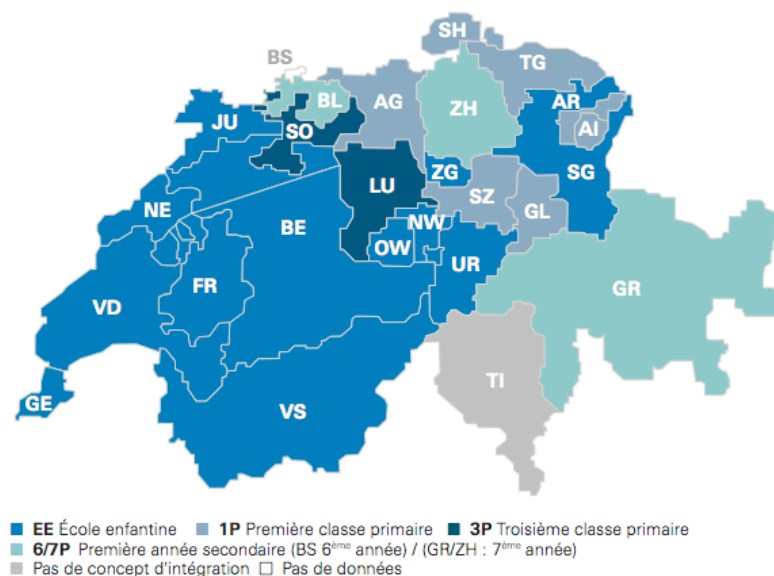 SH
BS
TG
BL
AG
ZH
AR
JU
SO
AI
ZG
SG
LU
SZ
NE
GL
NW
BE
OW
UR
FR
GR
VD
TI
GE
VS
EE École enfantine 1P Première classe primaire 3P Troisième classe primaire
6/7P Première année secondaire (BS 6ème année) / (GR/ZH : 7ème année)
Pas de concept d'intégration Pas de données